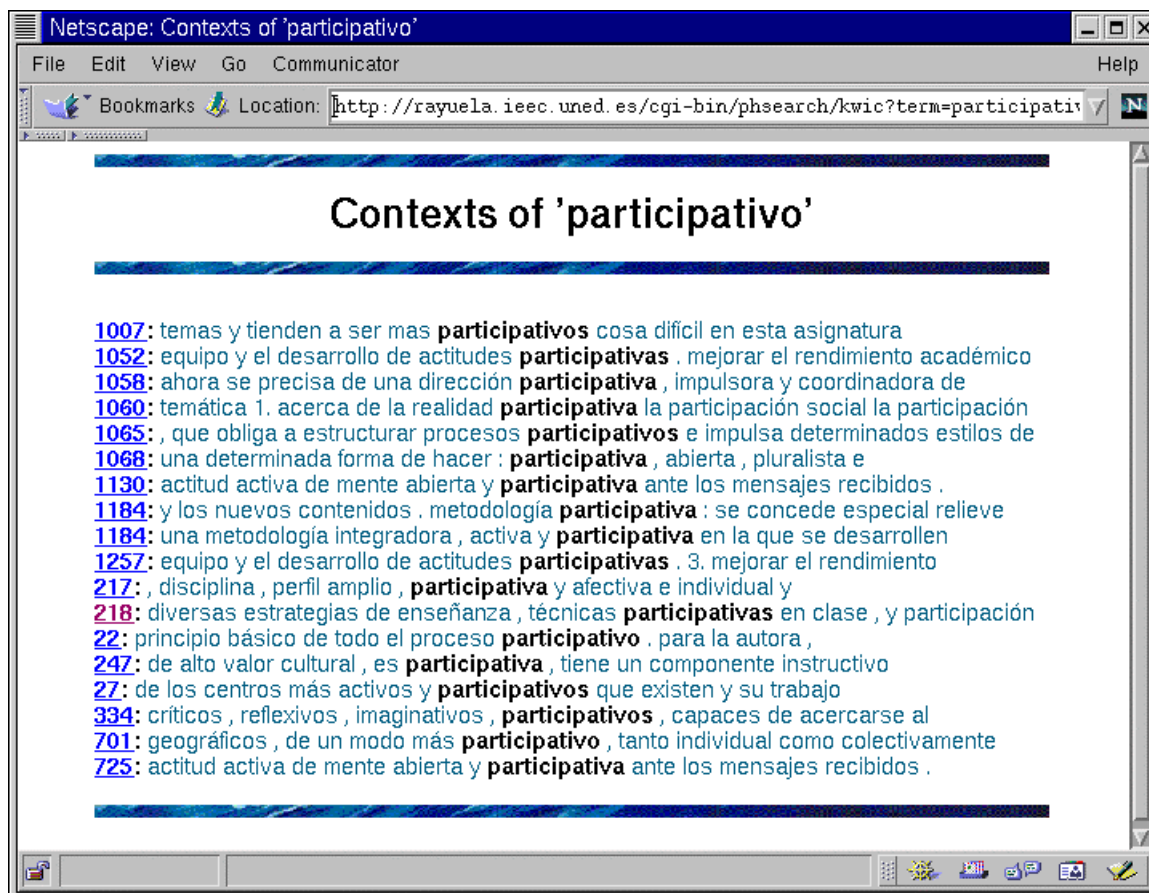 Netscape: Contexts of 'participativo'
File Edit View Go Communicator Help
Bookmarks Location: http://rayuela.ieec.uned.es/cgi-bin/phsearch/kwic?term=participativ N
Contexts of 'participativo'
1007: temas y tienden a ser mas participativos cosa difícil en esta asignatura
1052: equipo y el desarrollo de actitudes participativas . mejorar el rendimiento académico
1058: ahora se precisa de una dirección participativa , impulsora y coordinadora de
1060: temática 1. acerca de la realidad participativa la participación social la participación
1065: , que obliga a estructurar procesos participativos e impulsa determinados estilos de
1068: una determinada forma de hacer : participativa , abierta , pluralista e
1130: actitud activa de mente abierta y participativa ante los mensajes recibidos .
1184: y los nuevos contenidos . metodología participativa : se concede especial relieve
1184: una metodología integradora , activa y participativa en la que se desarrollen
1257: equipo y el desarrollo de actitudes participativas . 3. mejorar el rendimiento
217: , disciplina , perfil amplio , participativa y afectiva e individual y
218: diversas estrategias de enseñanza , técnicas participativas en clase , y participación
22: principio básico de todo el proceso participativo . para la autora ,
247: de alto valor cultural , es participativa , tiene un componente instructivo
27: de los centros más activos y participativos que existen y su trabajo
334: críticos , reflexivos , imaginativos , participativos , capaces de acercarse al
701: geográficos , de un modo más participativo , tanto individual como colectivamente
725: actitud activa de mente abierta y participativa ante los mensajes recibidos .